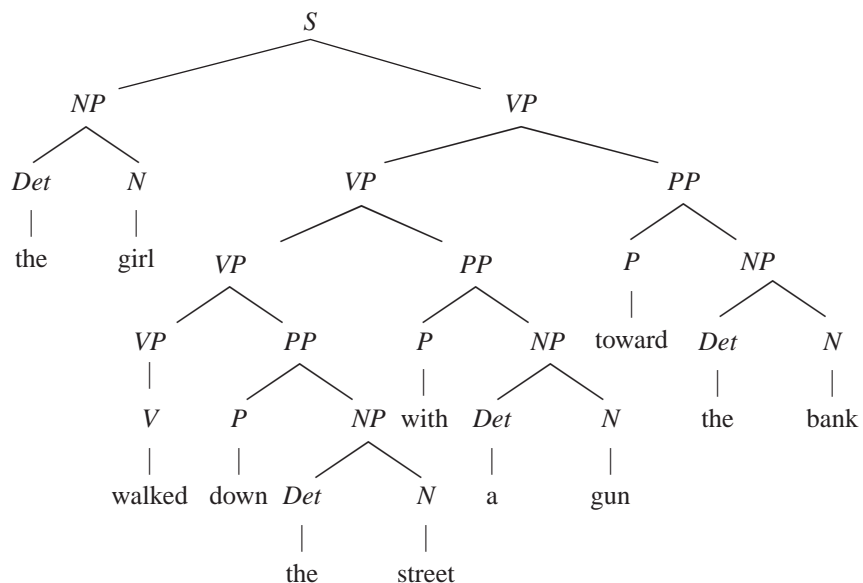 S
NP VP
Det N VP PP
the girl VP PP P NP
VP PP P NP toward Det N
V P NP with Det N the bank
walked down Det N a gun
the street